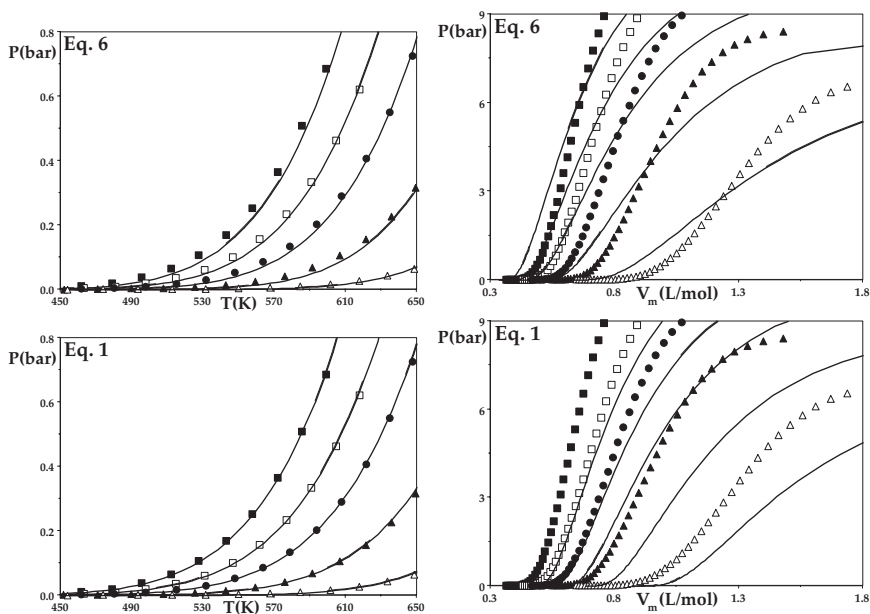 P(bar) Eq. 6
0.8
0.6
0.4
0.2
0.0
450 490 530 T(K) 570 610 650
9 P(bar) Eq. 6
6
3
0
0.3 0.8 V_m (L/mol) 1.3 1.8
P(bar) Eq. 1
0.8
0.6
0.4
0.2
0.0
450 490 530 T(K) 570 610 650
9 P(bar) Eq. 1
6
3
0
0.3 0.8 V_m (L/mol) 1.3 1.8